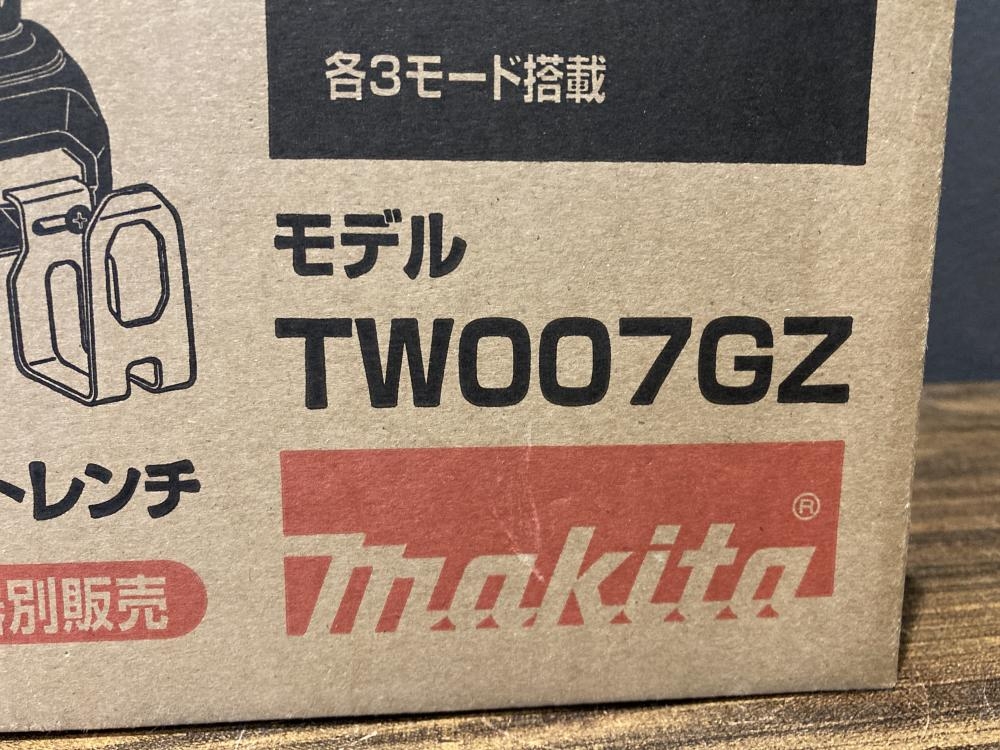 各3モード搭載
モデル
TW007GZ
トレンチ
別販売
makita®